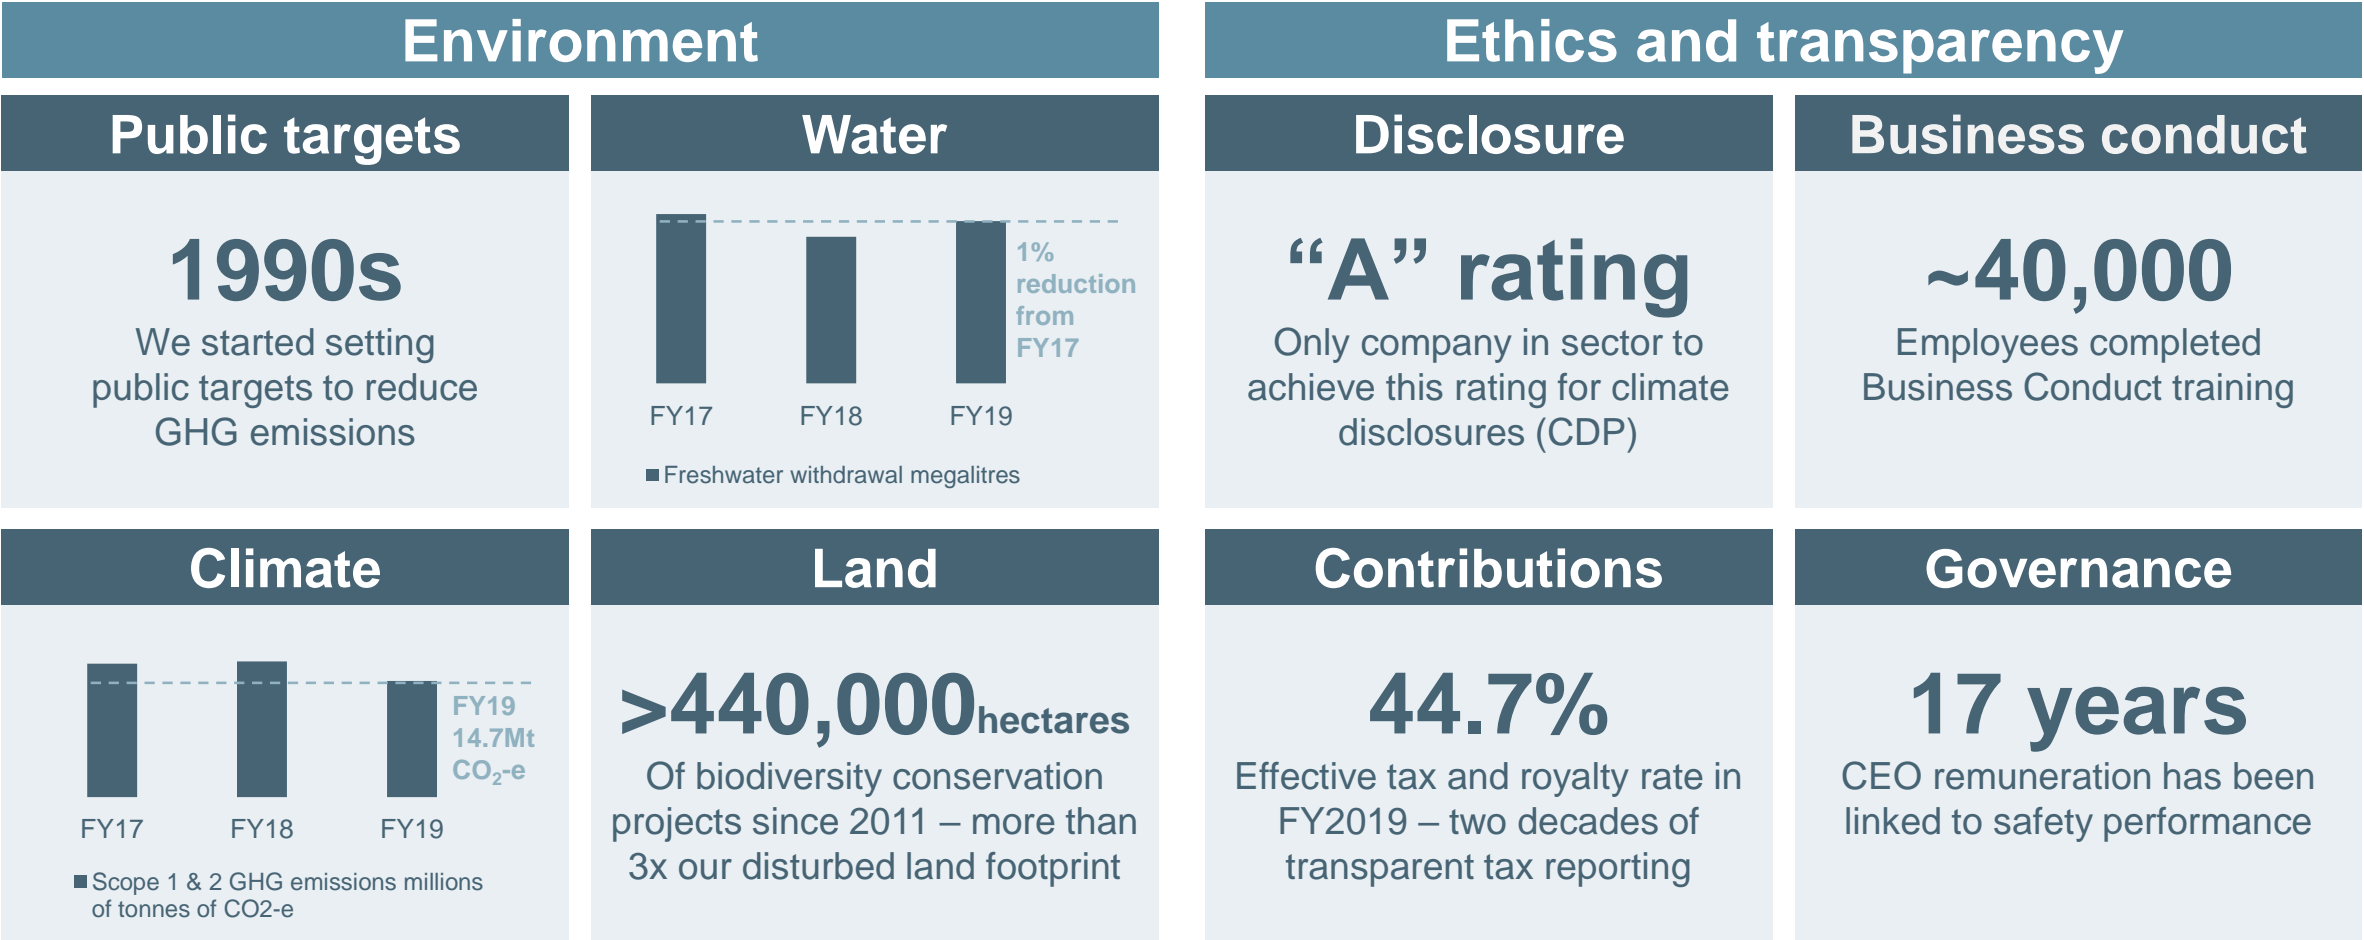 Environment
Public targets
1990s
We started setting
public targets to reduce
GHG emissions
Water
1%
reduction
from
FY17
FY17
FY18
FY19
Freshwater withdrawal megalitres
Climate
FY19
14.7Mt
CO₂-e
FY17
FY18
FY19
Scope 1 & 2 GHG emissions millions
of tonnes of CO2-e
Land
>440,000hectares
Of biodiversity conservation
projects since 2011 – more than
3x our disturbed land footprint
Ethics and transparency
Disclosure
“A” rating
Only company in sector to
achieve this rating for climate
disclosures (CDP)
Business conduct
~40,000
Employees completed
Business Conduct training
Contributions
44.7%
Effective tax and royalty rate in
FY2019 – two decades of
transparent tax reporting
Governance
17 years
CEO remuneration has been
linked to safety performance